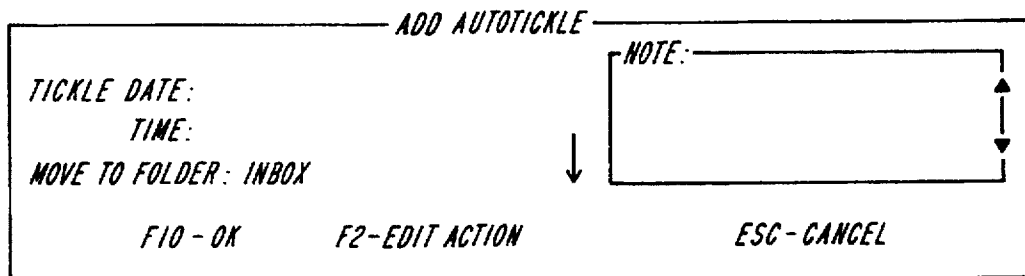 ADD AUTOTICKLE
NOTE:
TICKLE DATE:
TIME:
MOVE TO FOLDER: INBOX
F10-OK F2-EDIT ACTION ESC-CANCEL